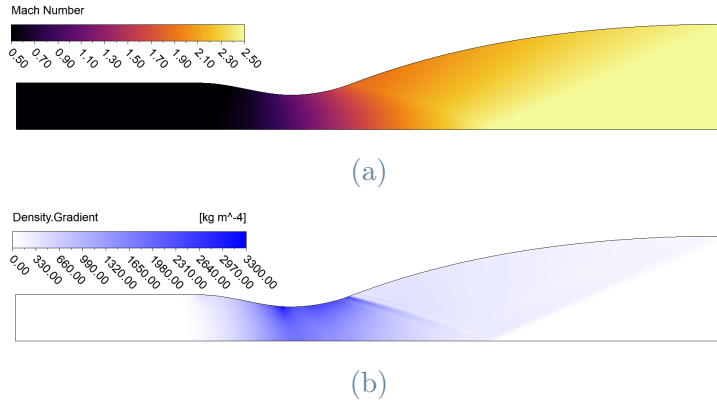 Mach Number
0.50 0.70 0.90 1.10 1.30 1.50 1.70 1.90 2.10 2.30 2.50
(a)
Density.Gradient [kg m^-4]
0.00 330.00 660.00 990.00 1320.00 1650.00 1980.00 2310.00 2640.00 2970.00 3300.00
(b)